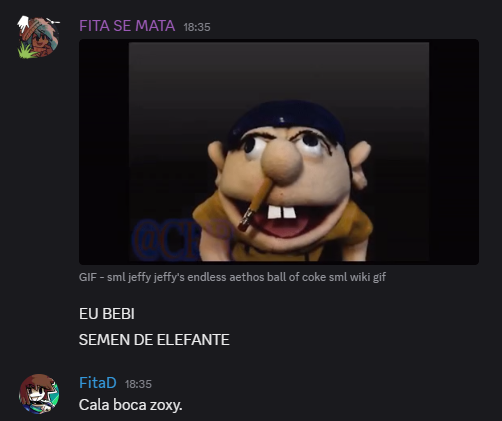 FITA SE MATA 18:35
GIF - sml jeffy jeffy's endless aethos ball of coke sml wiki gif
EU BEBI
SEMEN DE ELEFANTE
FitaD 18:35
Cala boca zoxy.